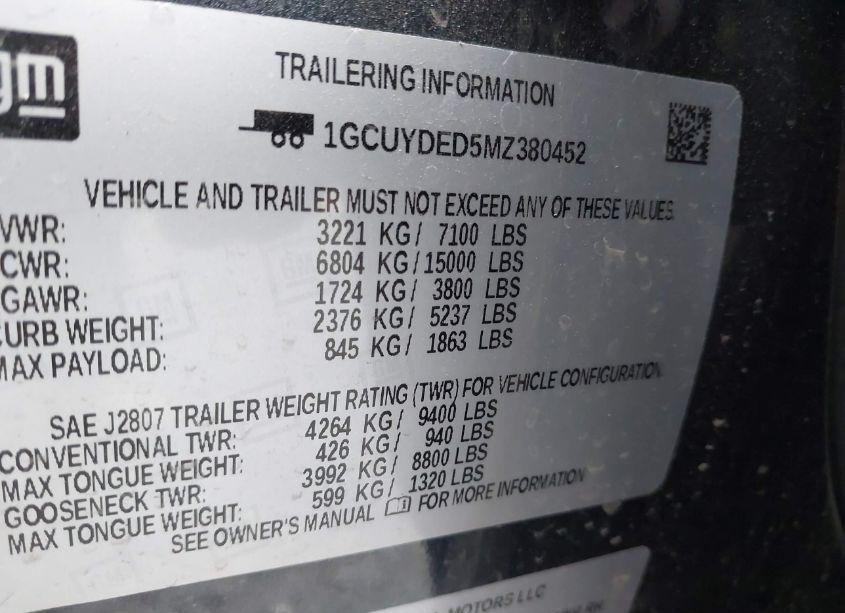 gm
TRAILERING INFORMATION
1GCUYDED5MZ380452
VEHICLE AND TRAILER MUST NOT EXCEED ANY OF THESE VALUES.
VWR: 3221 KG/ 7100 LBS
CWR: 6804 KG/15000 LBS
GAWR: 1724 KG/ 3800 LBS
CURB WEIGHT: 2376 KG/ 5237 LBS
MAX PAYLOAD: 845 KG/ 1863 LBS
SAE J2807 TRAILER WEIGHT RATING (TWR) FOR VEHICLE CONFIGURATION
CONVENTIONAL TWR: 4264 KG/ 9400 LBS
MAX TONGUE WEIGHT: 426 KG/ 940 LBS
GOOSENECK TWR: 3992 KG/ 8800 LBS
MAX TONGUE WEIGHT: 599 KG/ 1320 LBS
SEE OWNER'S MANUAL FOR MORE INFORMATION
MOTORS LLC